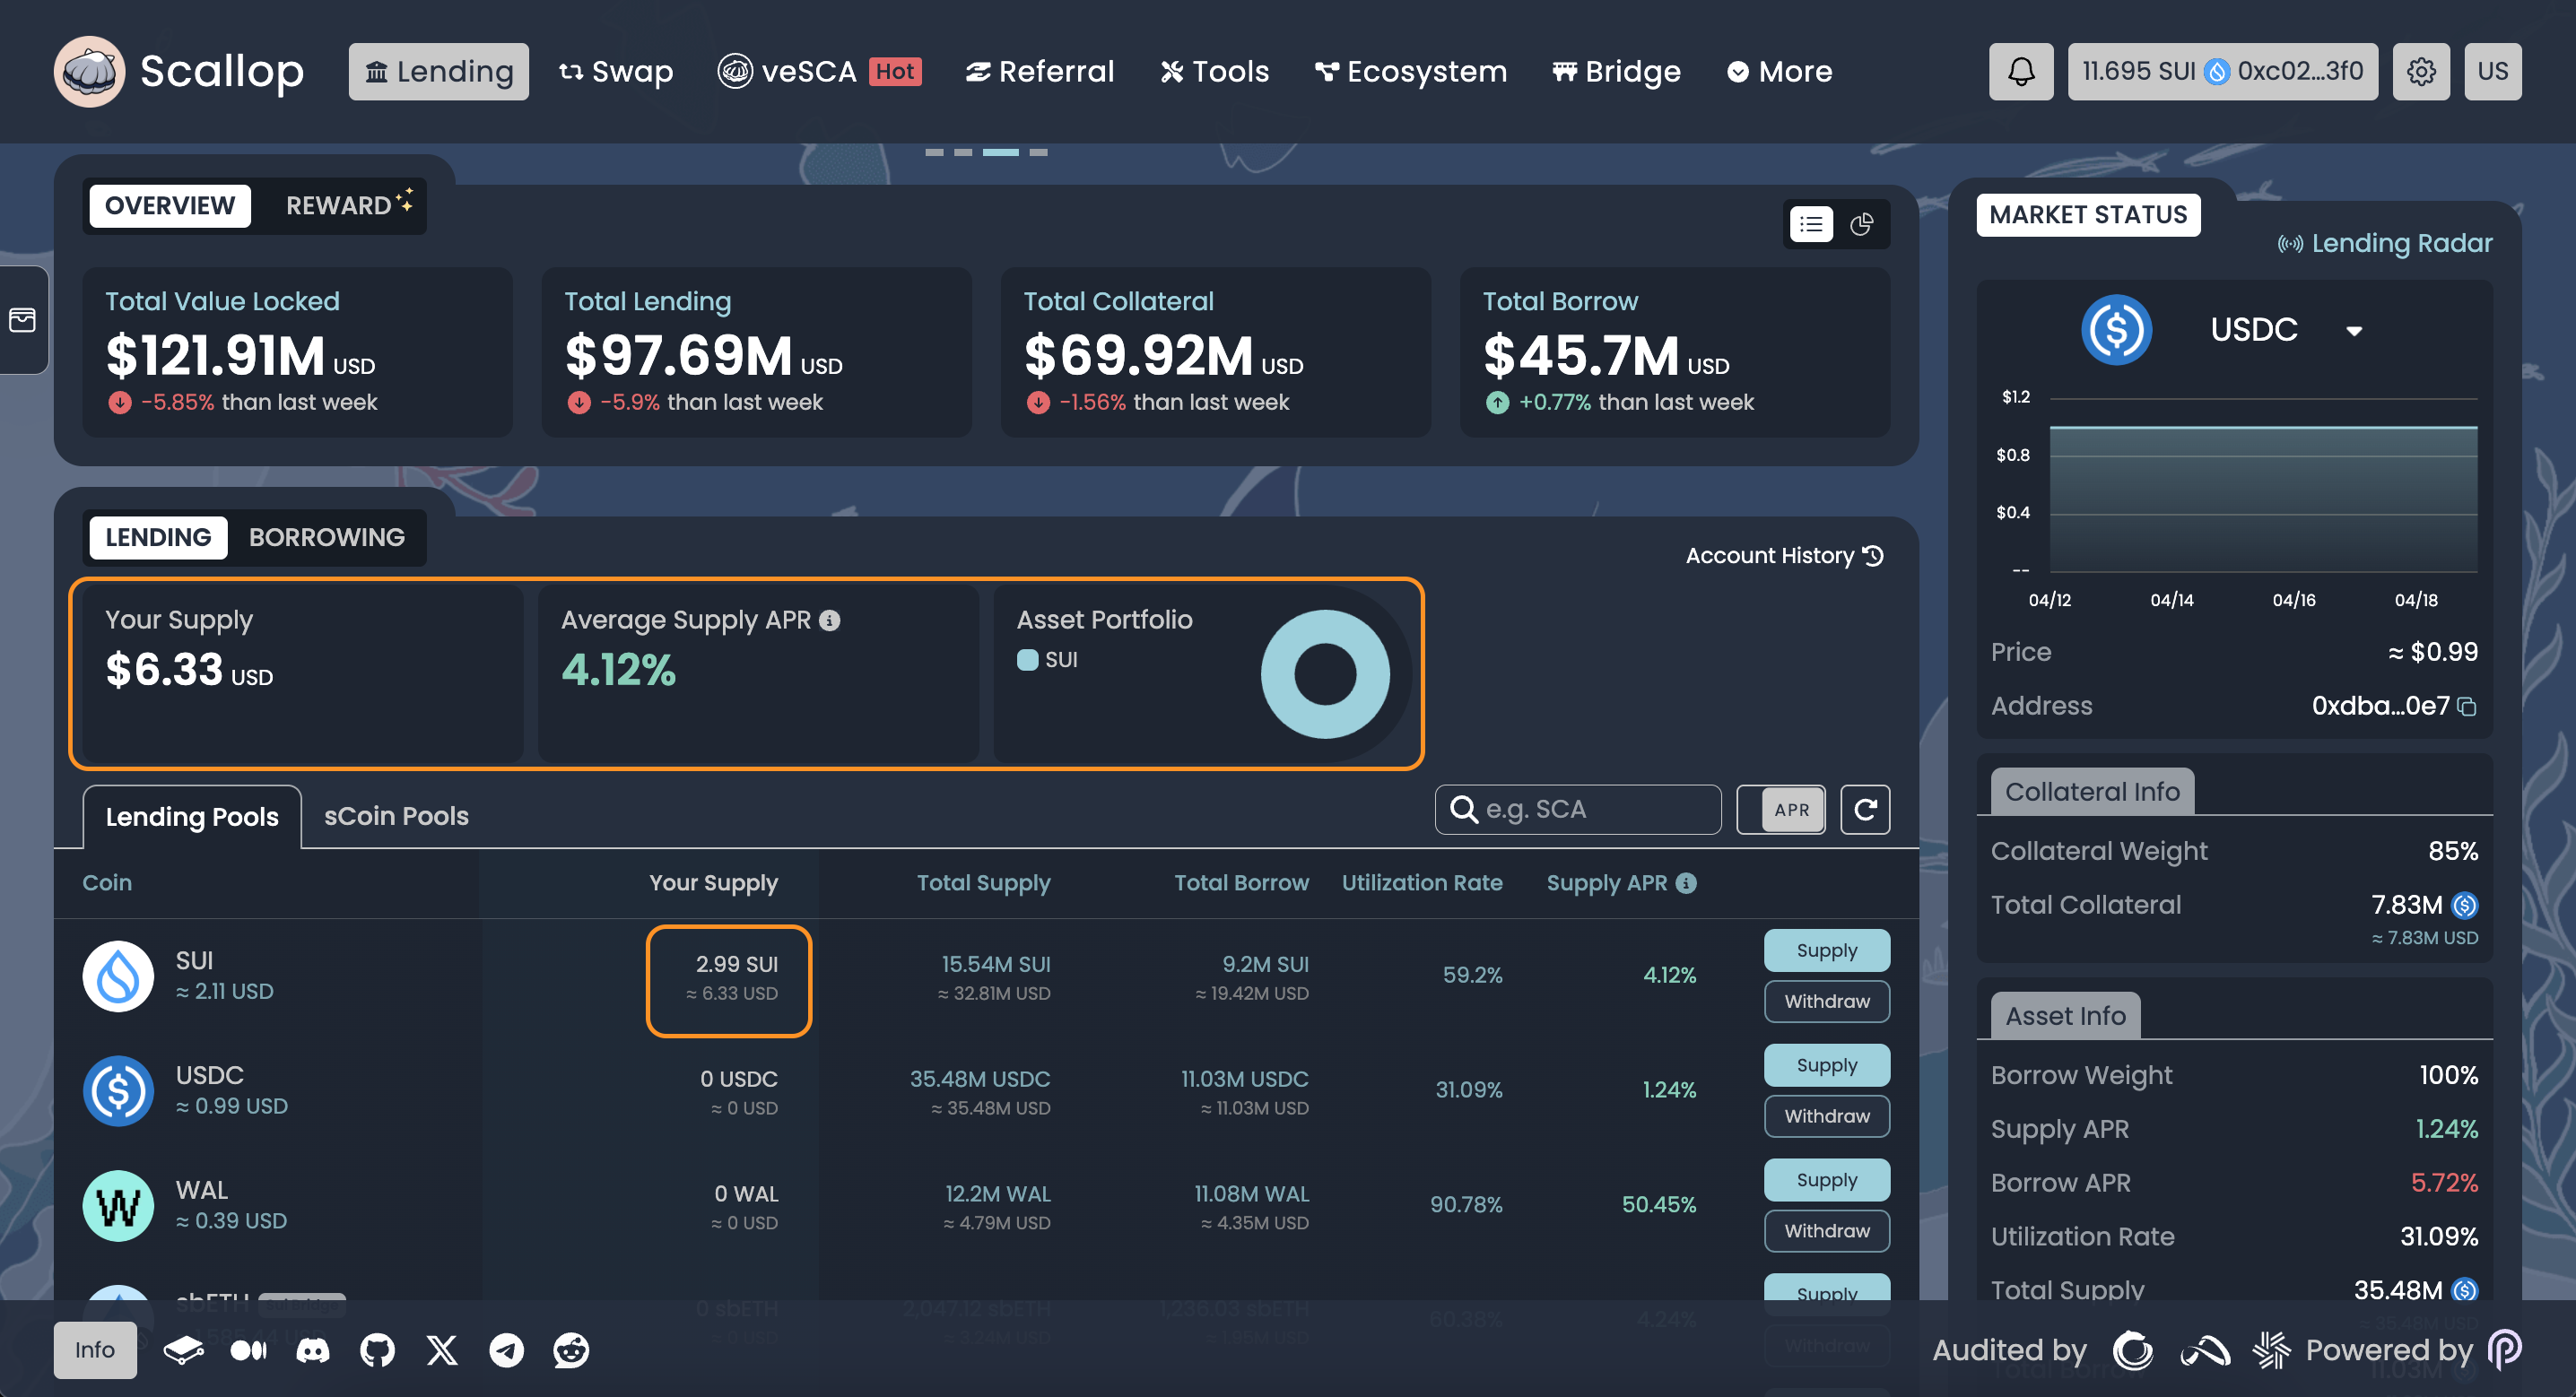 Scallop
Lending
Swap
veSCA Hot
Referral
Tools
Ecosystem
Bridge
More
11.695 SUI 0xc02...3f0
US
OVERVIEW
REWARD
Total Value Locked
$121.91M USD
-5.85% than last week
Total Lending
$97.69M USD
-5.9% than last week
Total Collateral
$69.92M USD
-1.56% than last week
Total Borrow
$45.7M USD
+0.77% than last week
LENDING
BORROWING
Account History
Your Supply
$6.33 USD
Average Supply APR
4.12%
Asset Portfolio
SUI
Lending Pools
sCoin Pools
e.g. SCA
APR
Coin
Your Supply
Total Supply
Total Borrow
Utilization Rate
Supply APR
SUI
≈ 2.11 USD
2.99 SUI
≈ 6.33 USD
15.54M SUI
≈ 32.81M USD
9.2M SUI
≈ 19.42M USD
59.2%
4.12%
Supply
Withdraw
USDC
≈ 0.99 USD
0 USDC
≈ 0 USD
35.48M USDC
≈ 35.48M USD
11.03M USDC
≈ 11.03M USD
31.09%
1.24%
Supply
Withdraw
WAL
≈ 0.39 USD
0 WAL
≈ 0 USD
12.2M WAL
≈ 4.79M USD
11.08M WAL
≈ 4.35M USD
90.78%
50.45%
Supply
Withdraw
sbETH Sui Bridge
0 sbETH
≈ 0 USD
2,047.12 sbETH
≈ 3.24M USD
1,236.03 sbETH
≈ 1.95M USD
60.38%
4.24%
Supply
Withdraw
MARKET STATUS
Lending Radar
USDC
$1.2
$0.8
$0.4
--
04/12
04/14
04/16
04/18
Price
≈ $0.99
Address
0xdba...0e7
Collateral Info
Collateral Weight
85%
Total Collateral
7.83M
≈ 7.83M USD
Asset Info
Borrow Weight
100%
Supply APR
1.24%
Borrow APR
5.72%
Utilization Rate
31.09%
Total Supply
35.48M
≈ 35.48M USD
Total Borrow
11.03M
Info
Audited by
Powered by